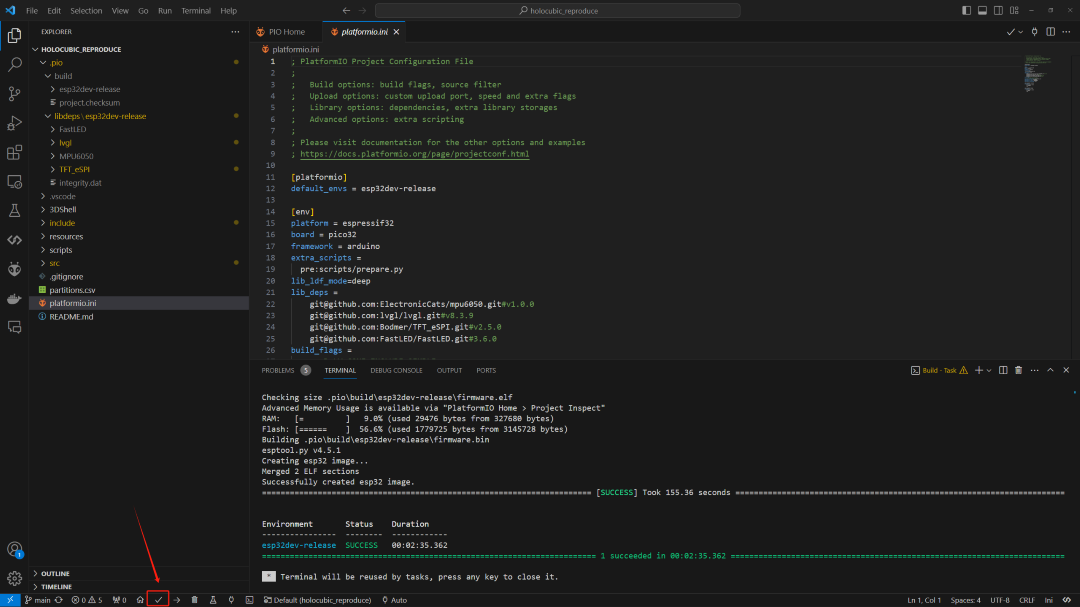 File Edit Selection View Go Run Terminal Help
holocubic_reproduce
EXPLORER
HOLOCUBIC_REPRODUCE
.pio
build
esp32dev-release
project.checksum
libdeps \ esp32dev-release
FastLED
lvgl
MPU6050
TFT_eSPI
integrity.dat
.vscode
3DShell
include
resources
scripts
src
.gitignore
partitions.csv
platformio.ini
README.md
OUTLINE
TIMELINE
PIO Home
platformio.ini
platformio.ini
1 ; PlatformIO Project Configuration File
2 ;
3 ; Build options: build flags, source filter
4 ; Upload options: custom upload port, speed and extra flags
5 ; Library options: dependencies, extra library storages
6 ; Advanced options: extra scripting
7 ;
8 ; Please visit documentation for the other options and examples
9 ; https://docs.platformio.org/page/projectconf.html
10
11 [platformio]
12 default_envs = esp32dev-release
13
14 [env]
15 platform = espressif32
16 board = pico32
17 framework = arduino
18 extra_scripts =
19 pre:scripts/prepare.py
20 lib_ldf_mode=deep
21 lib_deps =
22 git@github.com:ElectronicCats/mpu6050.git#v1.0.0
23 git@github.com:lvgl/lvgl.git#v8.3.9
24 git@github.com:Bodmer/TFT_eSPI.git#v2.5.0
25 git@github.com:FastLED/FastLED.git#3.6.0
26 build_flags =
PROBLEMS 5 TERMINAL DEBUG CONSOLE OUTPUT PORTS
Build - Task
Checking size .pio\build\esp32dev-release\firmware.elf
Advanced Memory Usage is available via "PlatformIO Home > Project Inspect"
RAM: [= ] 9.0% (used 29476 bytes from 327680 bytes)
Flash: [====== ] 56.6% (used 1779725 bytes from 3145728 bytes)
Building .pio\build\esp32dev-release\firmware.bin
esptool.py v4.5.1
Creating esp32 image...
Merged 2 ELF sections
Successfully created esp32 image.
[SUCCESS] Took 155.36 seconds
Environment Status Duration
esp32dev-release SUCCESS 00:02:35.362
1 succeeded in 00:02:35.362
* Terminal will be reused by tasks, press any key to close it.
1
main 0 5 0 Default (holocubic_reproduce) Auto
Ln 1, Col 1 Spaces: 4 UTF-8 CRLF Ini